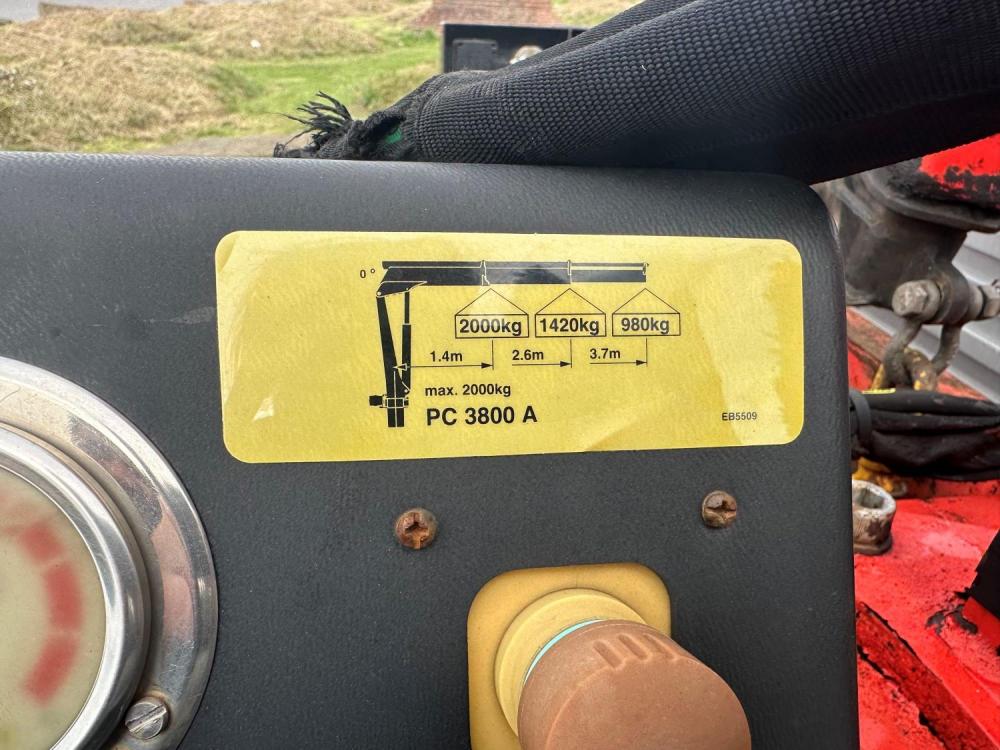 0°
2000kg 1420kg 980kg
1.4m 2.6m 3.7m
max. 2000kg
PC 3800 A
EB5509